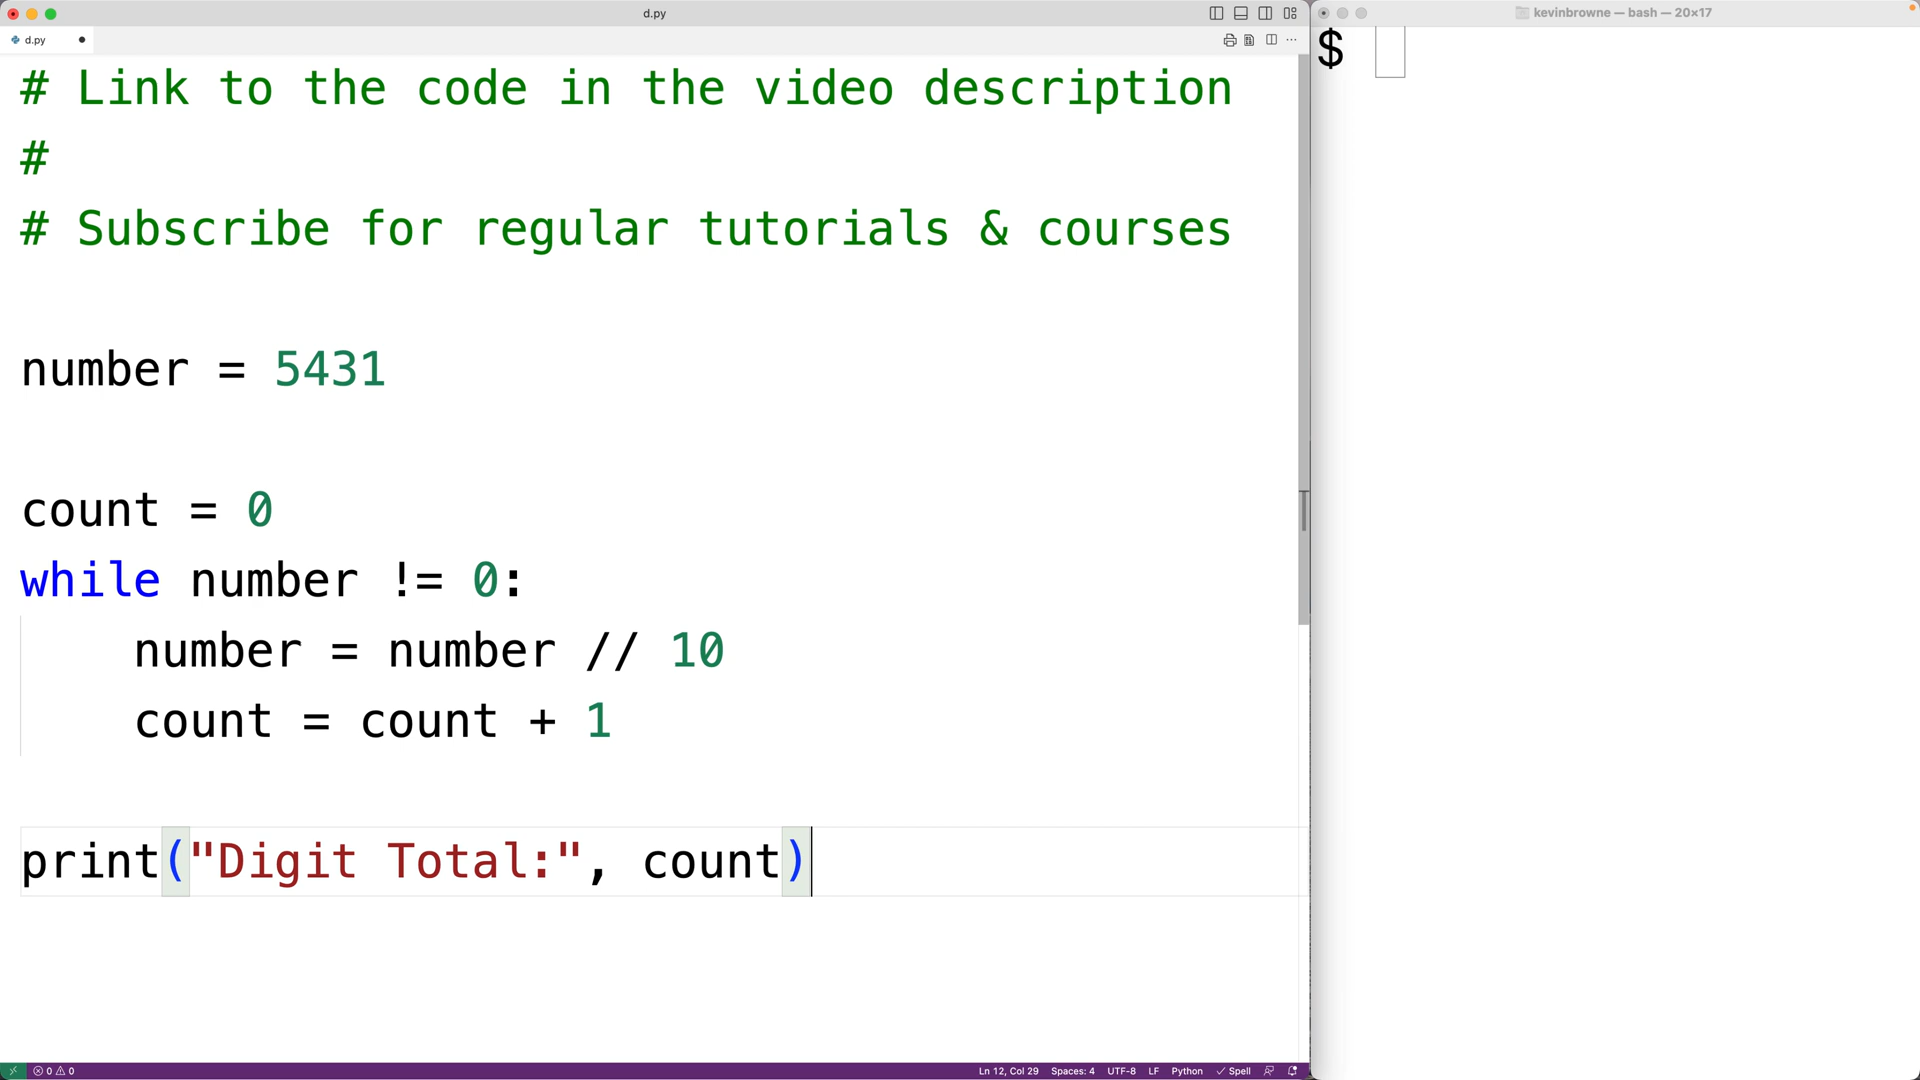 d.py
kevinbrowne — bash — 20×17
d.py
$
# Link to the code in the video description
#
# Subscribe for regular tutorials & courses
number = 5431
count = 0
while number != 0:
number = number // 10
count = count + 1
print("Digit Total:", count)
0 0
Ln 12, Col 29 Spaces: 4 UTF-8 LF Python Spell